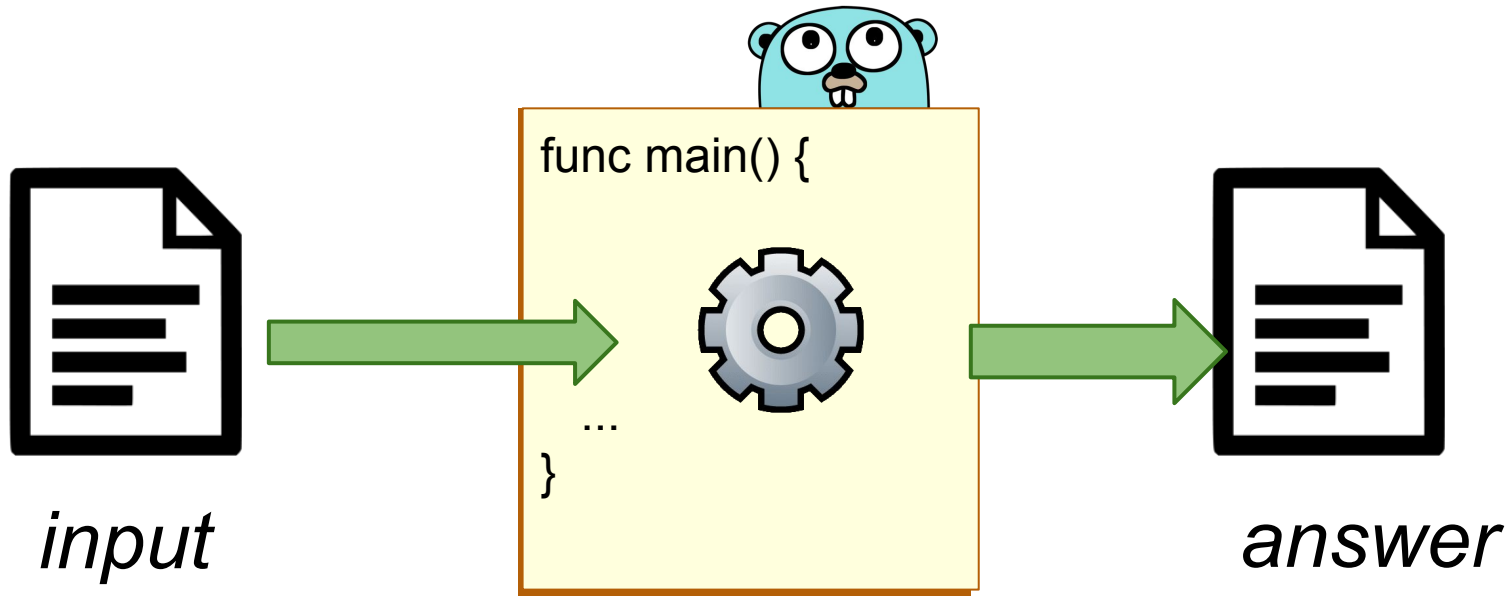 func main() {
...
}
input
answer